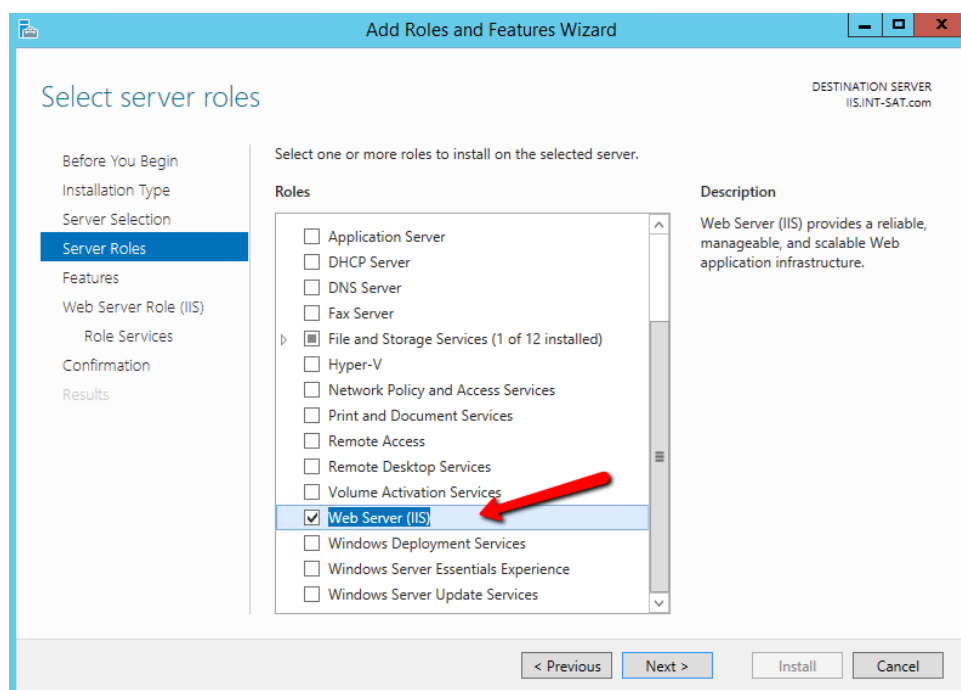 Add Roles and Features Wizard
Select server roles
DESTINATION SERVER
IIS.INT-SAT.com
Before You Begin
Installation Type
Server Selection
Server Roles
Features
Web Server Role (IIS)
Role Services
Confirmation
Results
Select one or more roles to install on the selected server.
Roles
Application Server
DHCP Server
DNS Server
Fax Server
File and Storage Services (1 of 12 installed)
Hyper-V
Network Policy and Access Services
Print and Document Services
Remote Access
Remote Desktop Services
Volume Activation Services
Web Server (IIS)
Windows Deployment Services
Windows Server Essentials Experience
Windows Server Update Services
Description
Web Server (IIS) provides a reliable,
manageable, and scalable Web
application infrastructure.
< Previous
Next >
Install
Cancel